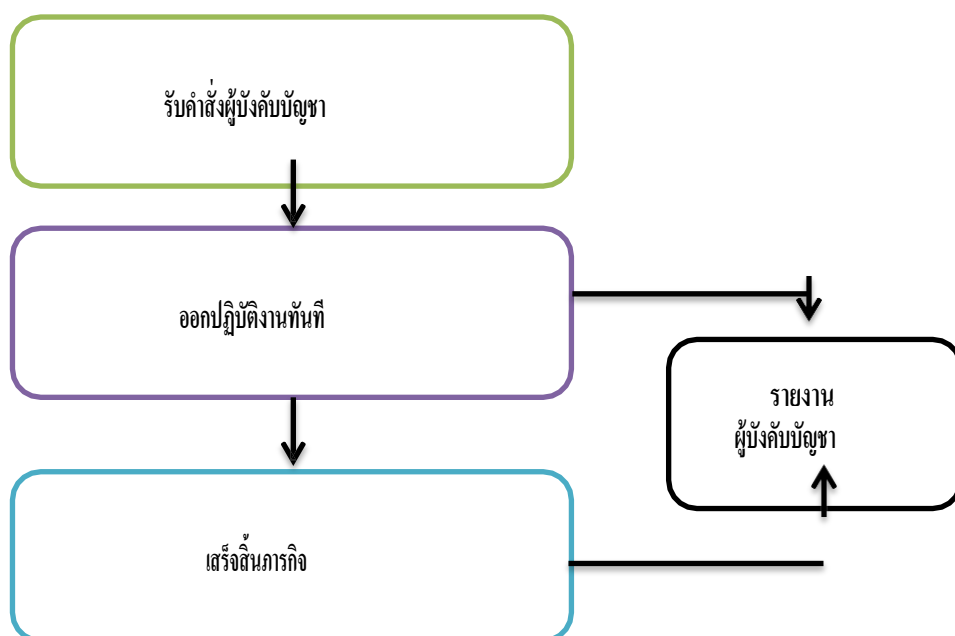 รับคำสั่งผู้บังคับบัญชา
ออกปฏิบัติงานทันที
รายงาน
ผู้บังคับบัญชา
เสร็จสิ้นภารกิจ